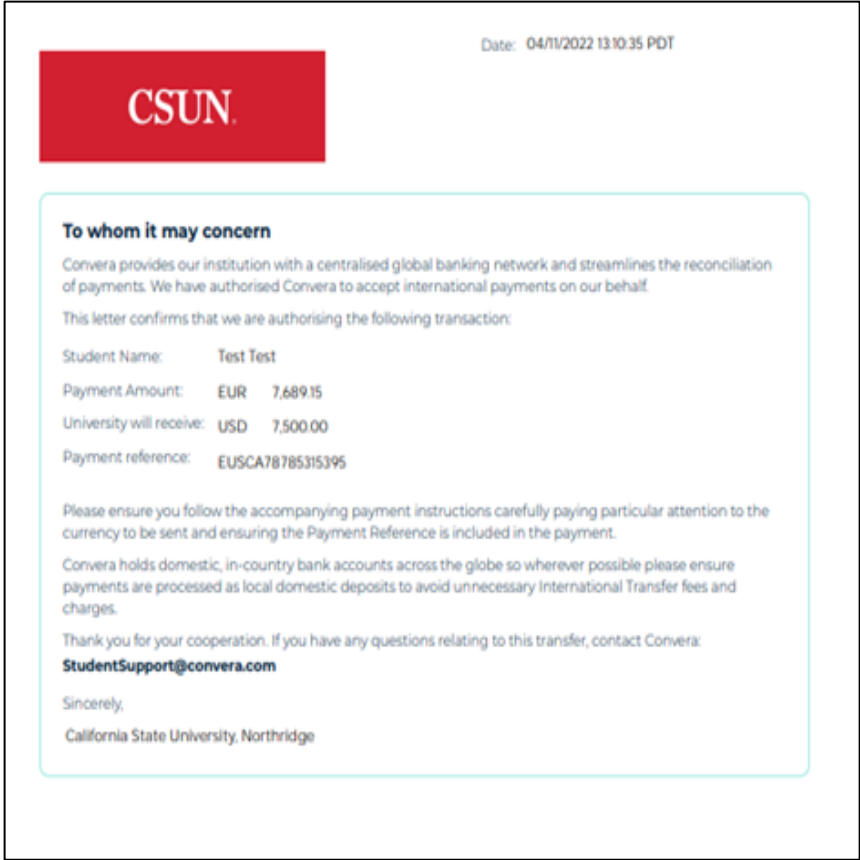 Date: 04/11/2022 13:10:35 PDT
CSUN.
To whom it may concern
Convera provides our institution with a centralised global banking network and streamlines the reconciliation
of payments. We have authorised Convera to accept international payments on our behalf.
This letter confirms that we are authorising the following transaction:
Student Name: Test Test
Payment Amount: EUR 7,689.15
University will receive: USD 7,500.00
Payment reference: EUSCA78785315395
Please ensure you follow the accompanying payment instructions carefully paying particular attention to the
currency to be sent and ensuring the Payment Reference is included in the payment.
Convera holds domestic, in-country bank accounts across the globe so wherever possible please ensure
payments are processed as local domestic deposits to avoid unnecessary International Transfer fees and
charges.
Thank you for your cooperation. If you have any questions relating to this transfer, contact Convera:
StudentSupport@convera.com
Sincerely,
California State University, Northridge